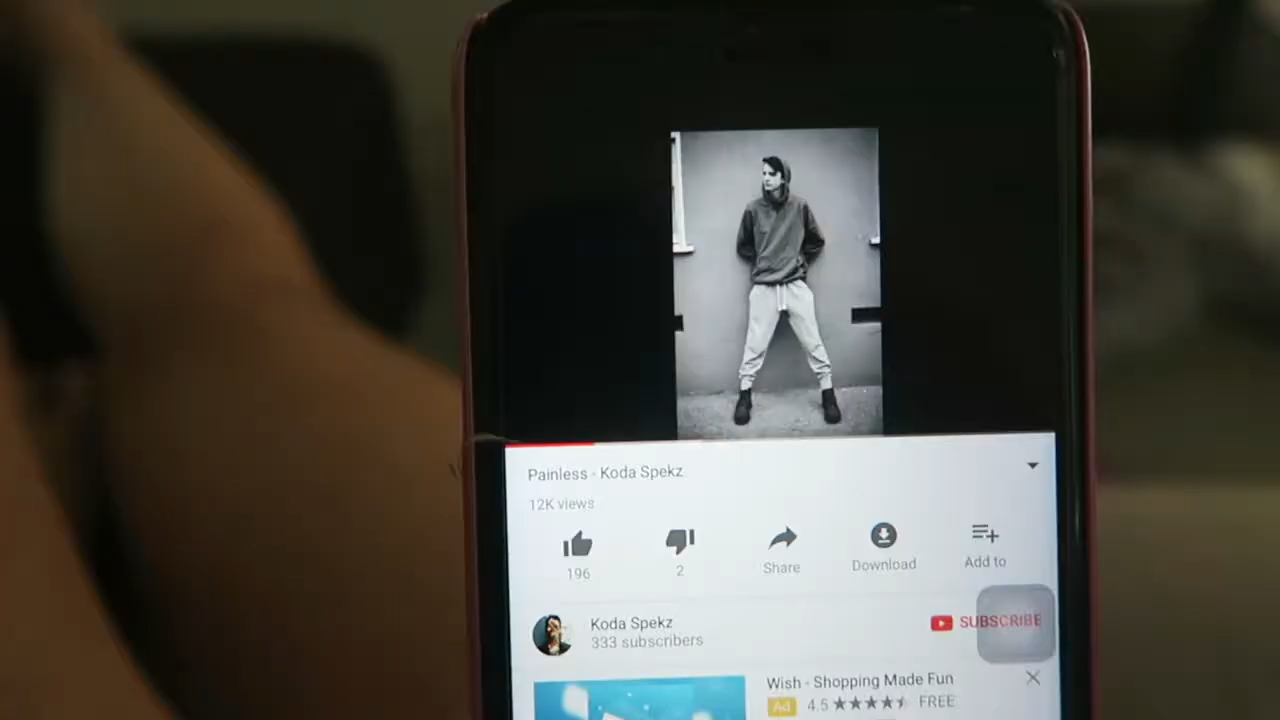 Painless - Koda Spekz
12K views
196
2
Share
Download
Add to
Koda Spekz
333 subscribers
SUBSCRIBE
Wish - Shopping Made Fun
Ad 4.5 FREE